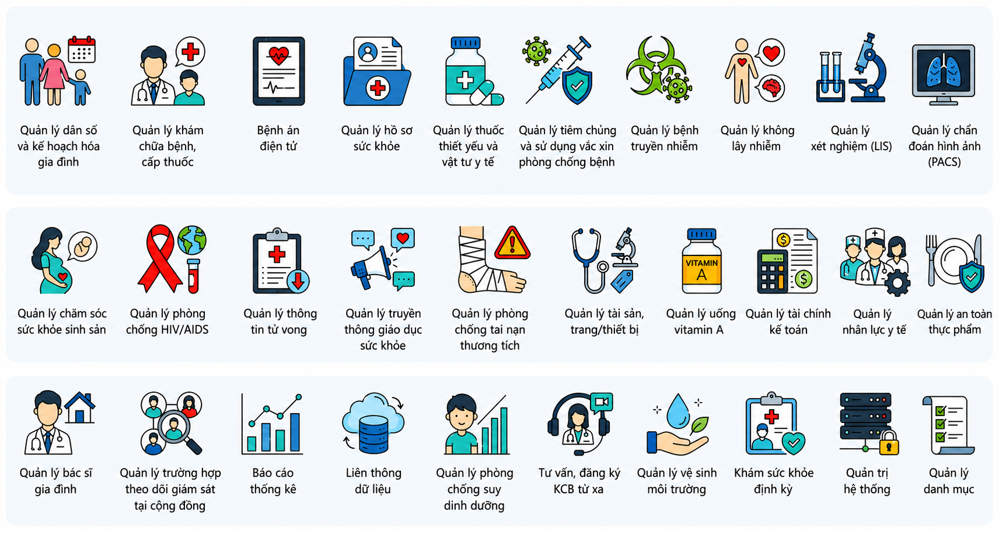 Quản lý dân số
và kế hoạch hóa
gia đình
Quản lý khám
chữa bệnh,
cấp thuốc
Bệnh án
điện tử
Quản lý hồ sơ
sức khỏe
Quản lý thuốc
thiết yếu và
vật tư y tế
Quản lý tiêm chủng
và sử dụng vắc xin
phòng chống bệnh
Quản lý bệnh
truyền nhiễm
Quản lý không
lây nhiễm
Quản lý
xét nghiệm (LIS)
Quản lý chẩn
đoán hình ảnh
(PACS)
Quản lý chăm sóc
sức khỏe sinh sản
Quản lý phòng
chống HIV/AIDS
Quản lý thông
tin tử vong
Quản lý truyền
thông giáo dục
sức khỏe
Quản lý phòng
chống tai nạn
thương tích
Quản lý tài sản,
trang/thiết bị
VITAMIN
A
Quản lý uống
vitamin A
Quản lý tài chính
kế toán
Quản lý
nhân lực y tế
Quản lý an toàn
thực phẩm
Quản lý bác sĩ
gia đình
Quản lý trường hợp
theo dõi giám sát
tại cộng đồng
Báo cáo
thống kê
Liên thông
dữ liệu
Quản lý phòng
chống suy
dinh dưỡng
Tư vấn, đăng ký
KCB từ xa
Quản lý vệ sinh
môi trường
Khám sức khỏe
định kỳ
Quản trị
hệ thống
Quản lý
danh mục